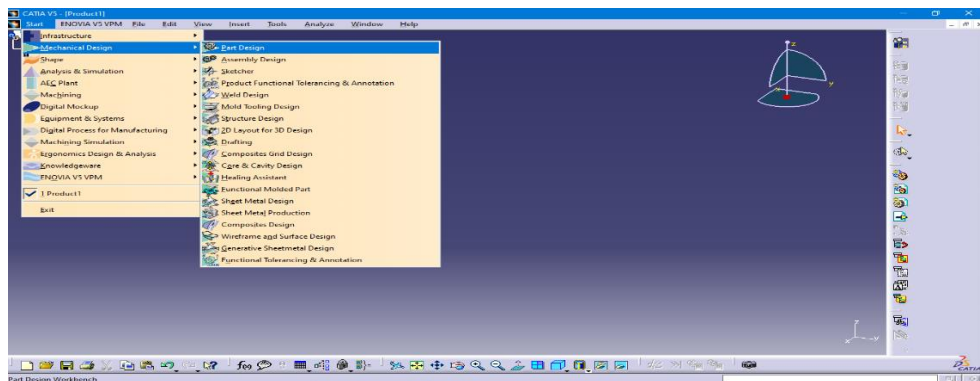 CATIA V5 - [Product1]
Start ENOVIA V5 VPM File Edit View Insert Tools Analyze Window Help
Infrastructure
Mechanical Design
Shape
Analysis & Simulation
AEC Plant
Machining
Digital Mockup
Equipment & Systems
Digital Process for Manufacturing
Machining Simulation
Ergonomics Design & Analysis
Knowledgeware
ENOVIA V5 VPM
1 Product1
Exit
Part Design
Assembly Design
Sketcher
Product Functional Tolerancing & Annotation
Weld Design
Mold Tooling Design
Structure Design
2D Layout for 3D Design
Drafting
Composites Grid Design
Core & Cavity Design
Healing Assistant
Functional Molded Part
Sheet Metal Design
Sheet Metal Production
Composites Design
Wireframe and Surface Design
Generative Sheetmetal Design
Functional Tolerancing & Annotation
z
y
x
z
y
f(x)
CATIA
Part Design Workbench